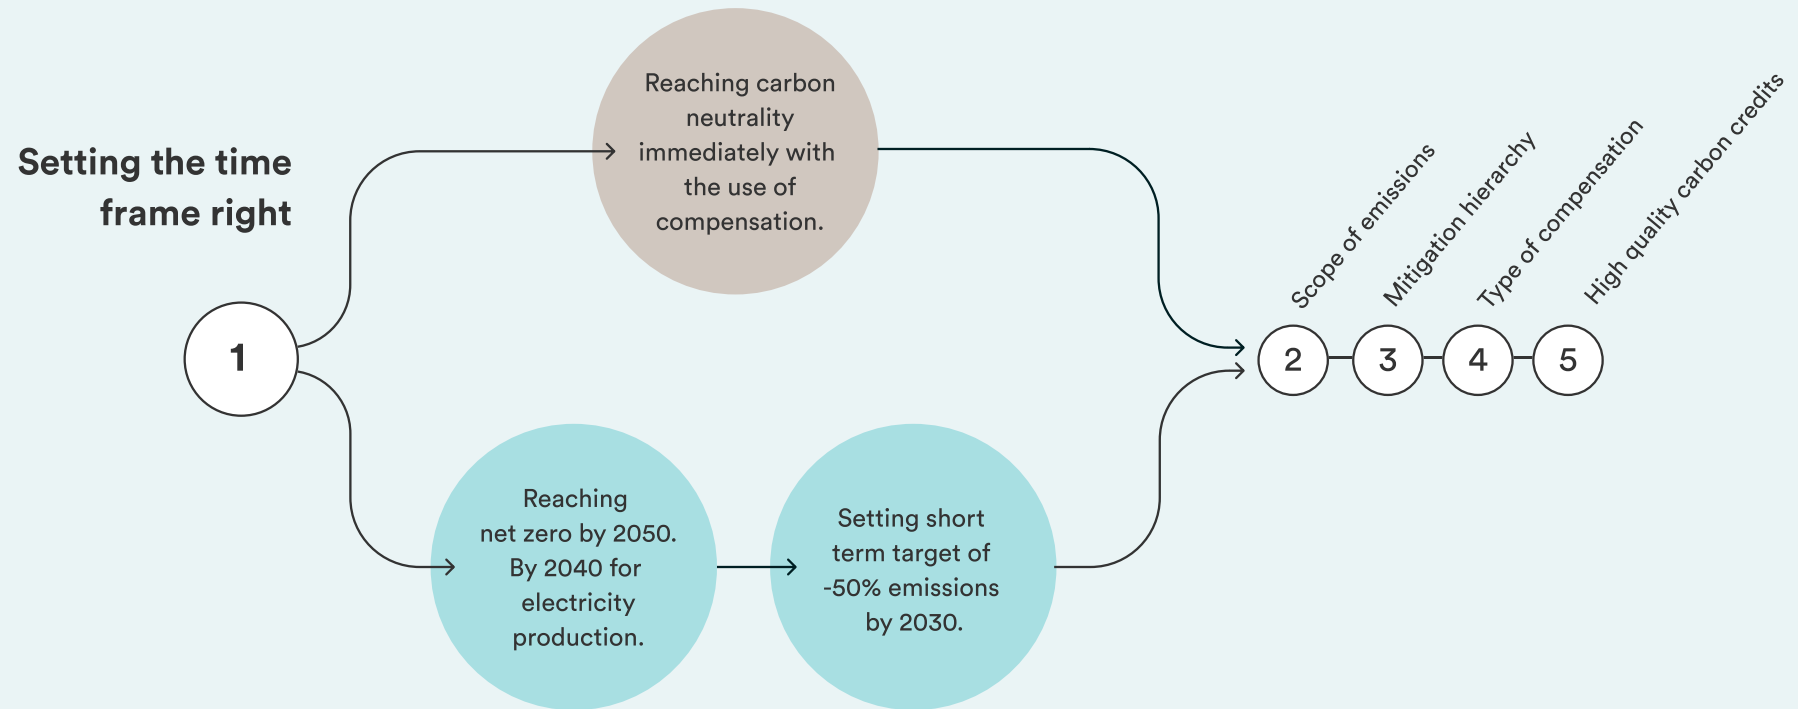 Setting the time
frame right
1
Reaching carbon
neutrality
immediately with
the use of
compensation.
Reaching
net zero by 2050.
By 2040 for
electricity
production.
Setting short
term target of
-50% emissions
by 2030.
Scope of emissions
Mitigation hierarchy
Type of compensation
High quality carbon credits
2
3
4
5